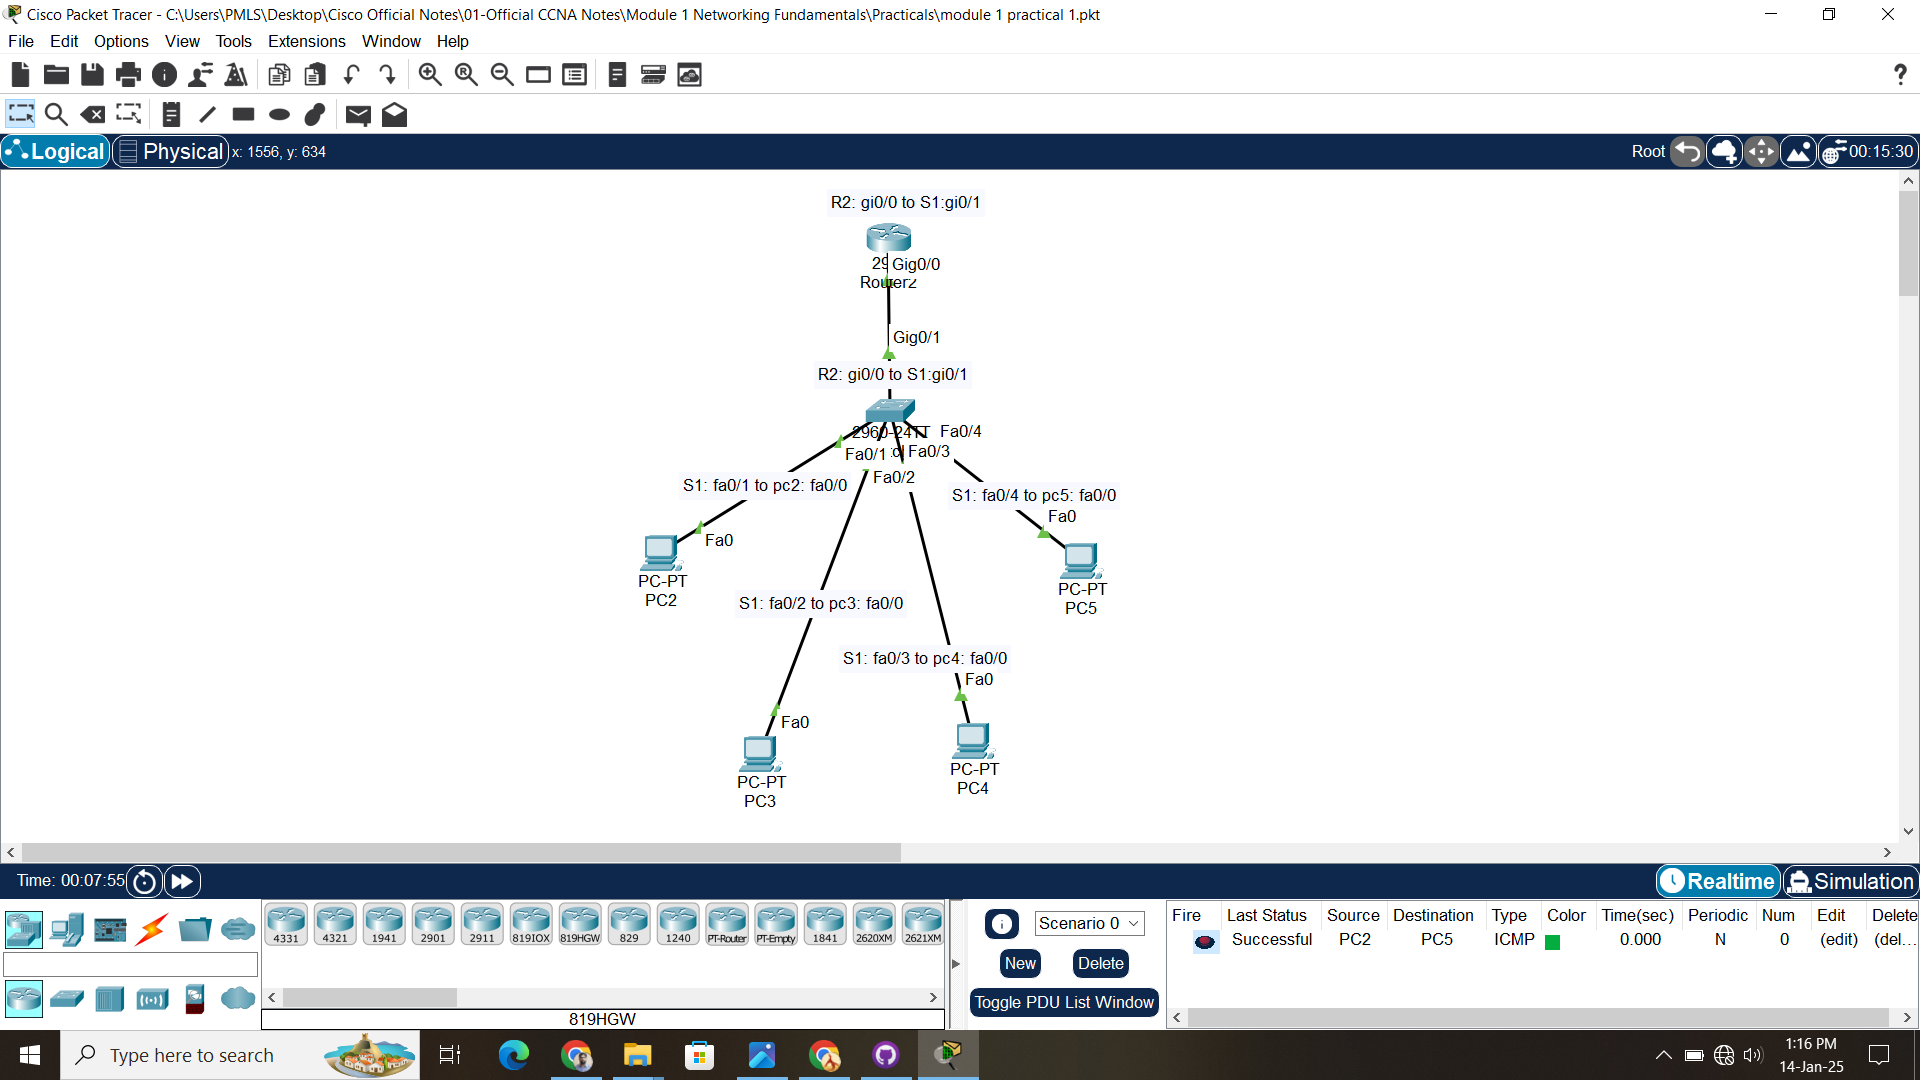 Cisco Packet Tracer - C:\Users\PMLS\Desktop\Cisco Official Notes\01-Official CCNA Notes\Module 1 Networking Fundamentals\Practicals\module 1 practical 1.pkt
File Edit Options View Tools Extensions Window Help
?
Logical Physical x: 1556, y: 634 Root 00:15:30
R2: gi0/0 to S1:gi0/1
29 Gig0/0
Router2
Gig0/1
R2: gi0/0 to S1:gi0/1
2960-24TT Fa0/4
Fa0/1 Fa0/3
Fa0/2
S1: fa0/1 to pc2: fa0/0
S1: fa0/4 to pc5: fa0/0
Fa0
Fa0
PC-PT
PC2
PC-PT
PC5
S1: fa0/2 to pc3: fa0/0
S1: fa0/3 to pc4: fa0/0
Fa0
Fa0
PC-PT
PC4
PC-PT
PC3
Time: 00:07:55 Realtime Simulation
4331 4321 1941 2901 2911 819IOX 819HGW 829 1240 PT-Router PT-Empty 1841 2620XM 2621XM
819HGW
Scenario 0
New Delete
Toggle PDU List Window
Fire Last Status Source Destination Type Color Time(sec) Periodic Num Edit Delete
Successful PC2 PC5 ICMP 0.000 N 0 (edit) (del...
Type here to search
1:16 PM
14-Jan-25